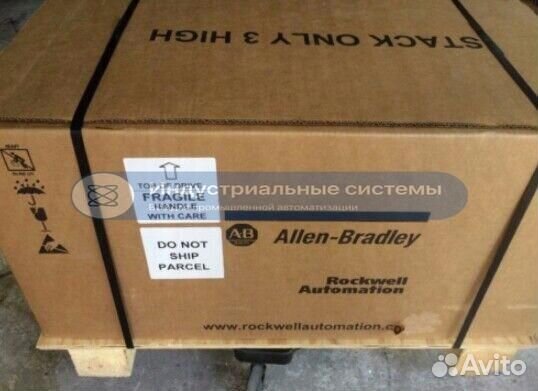 STACK ONLY 3 HIGH
HEAVY
FRAGILE
HANDLE
WITH CARE
ИНДУСТРИАЛЬНЫЕ СИСТЕМЫ
промышленной автоматизации
DO NOT
SHIP
PARCEL
AB
Allen-Bradley
Rockwell
Automation
www.rockwellautomation.co
Avito